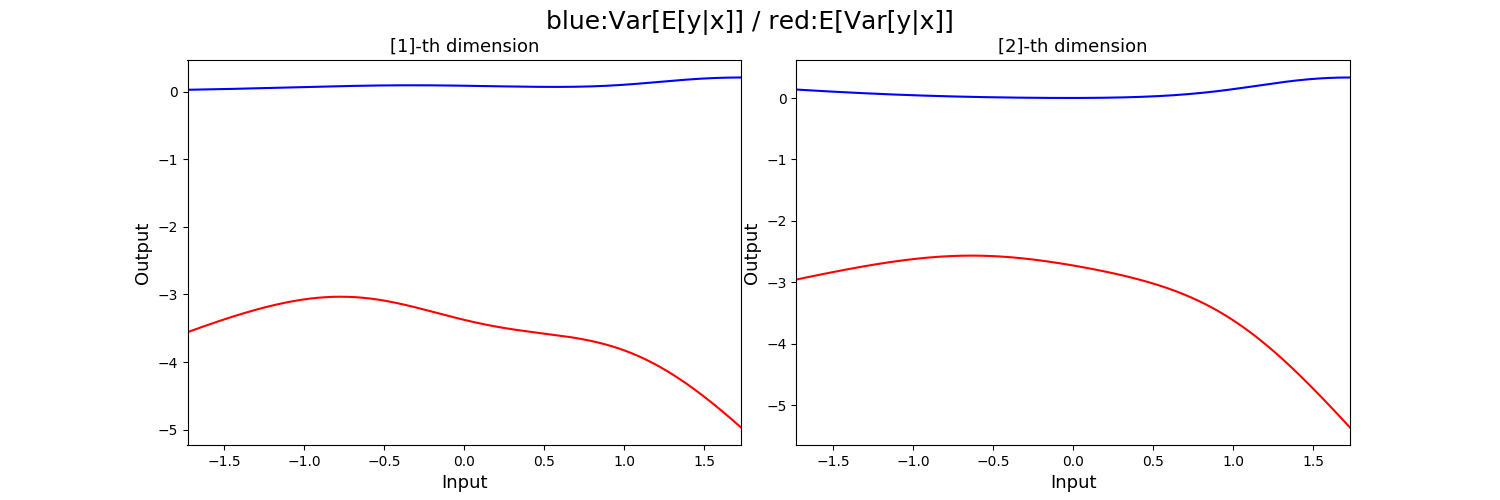 blue:Var[E[y|x]] / red:E[Var[y|x]]
[1]-th dimension
0
−1
−2
−3
−4
−5
Output
−1.5 −1.0 −0.5 0.0 0.5 1.0 1.5
Input
[2]-th dimension
0
−1
−2
−3
−4
−5
Output
−1.5 −1.0 −0.5 0.0 0.5 1.0 1.5
Input